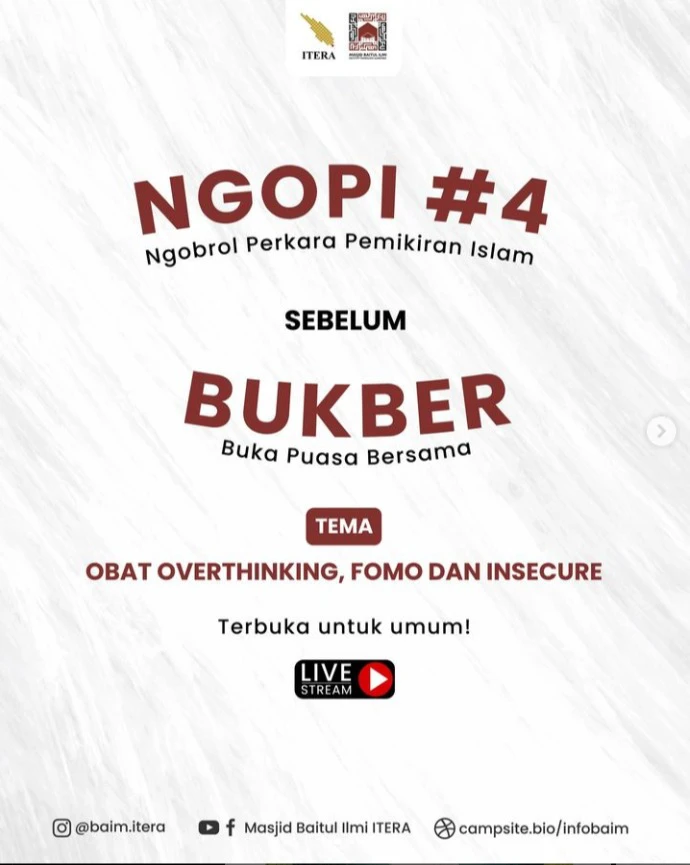 ITERA
NGOPI #4
Ngobrol Perkara Pemikiran Islam
SEBELUM
BUKBER
Buka Puasa Bersama
TEMA
OBAT OVERTHINKING, FOMO DAN INSECURE
Terbuka untuk umum!
LIVE
STREAM
@baim.itera
Masjid Baitul Ilmi ITERA
campsite.bio/infobaim